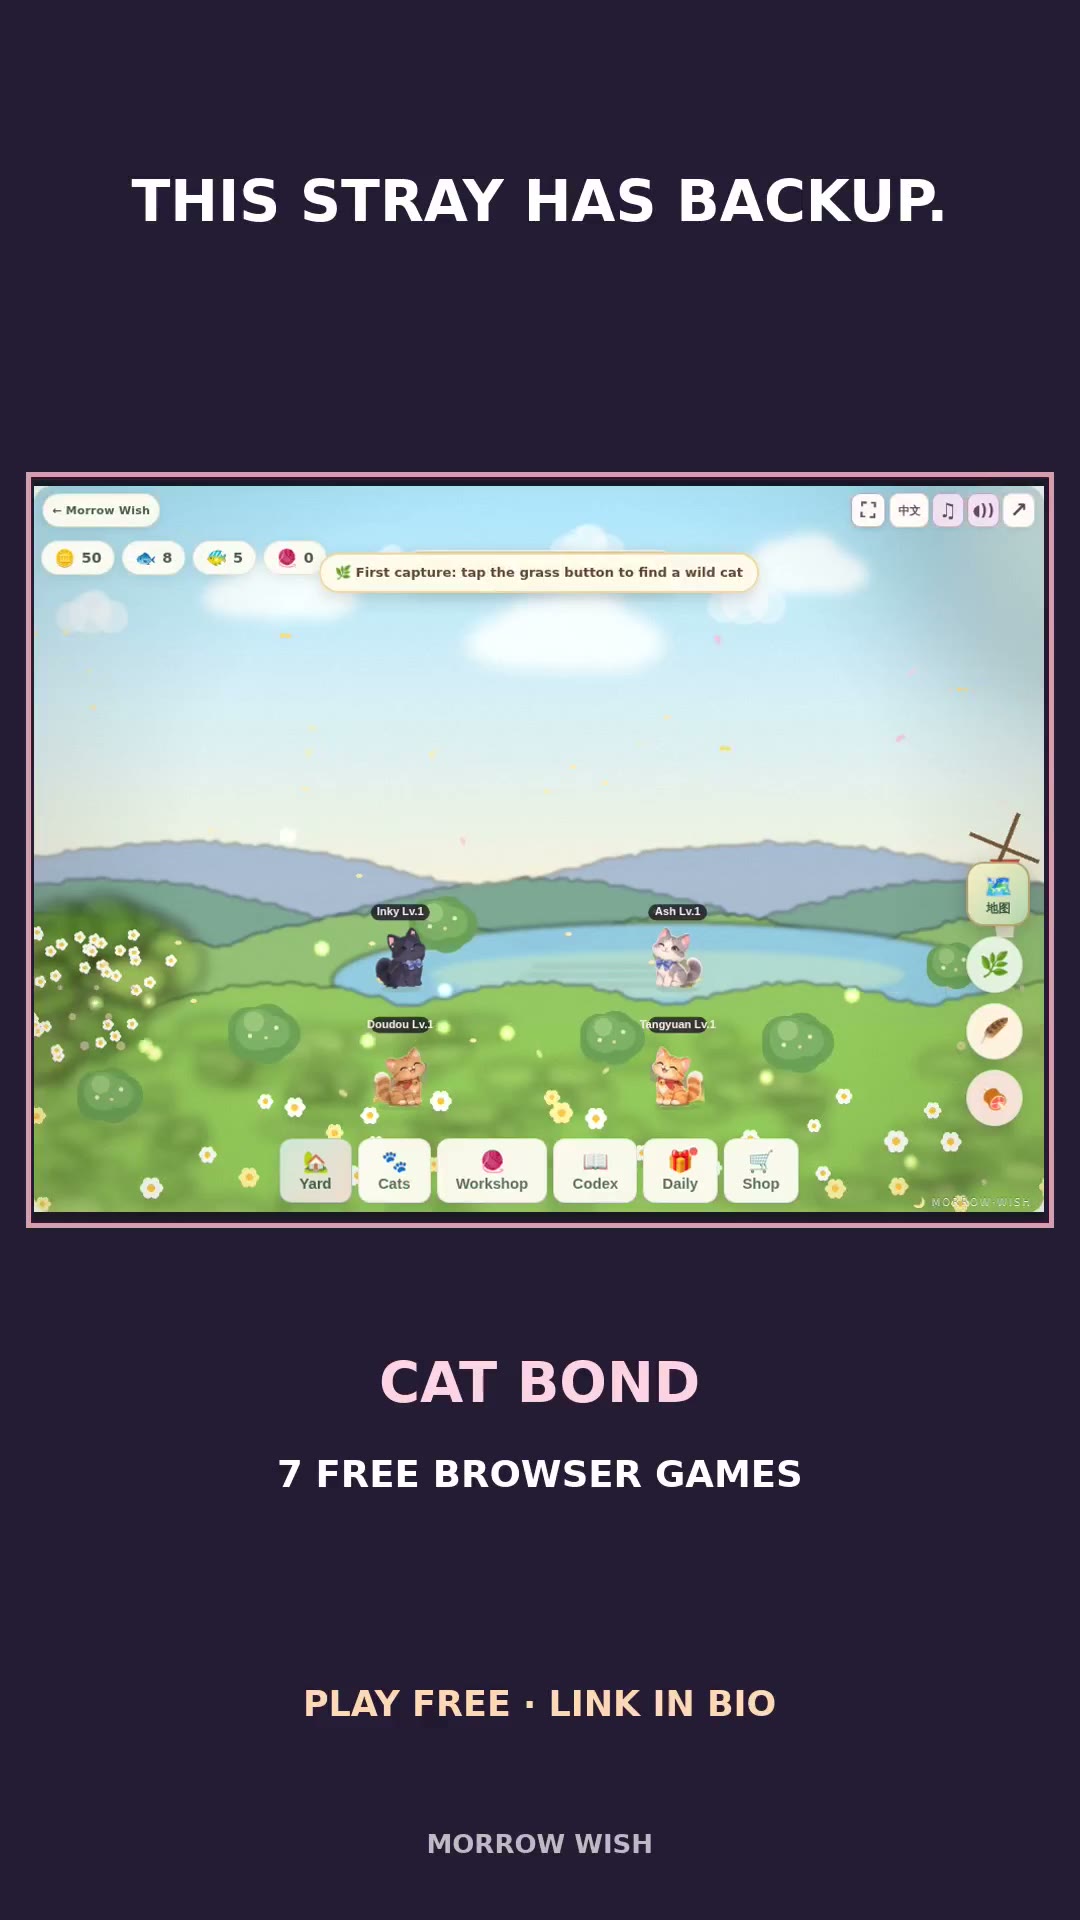 THIS STRAY HAS BACKUP.
← Morrow Wish
中文
50
8
5
0
First capture: tap the grass button to find a wild cat
地图
Inky Lv.1
Ash Lv.1
Doudou Lv.1
Tangyuan Lv.1
Yard
Cats
Workshop
Codex
Daily
Shop
MORROW WISH
CAT BOND
7 FREE BROWSER GAMES
PLAY FREE · LINK IN BIO
MORROW WISH